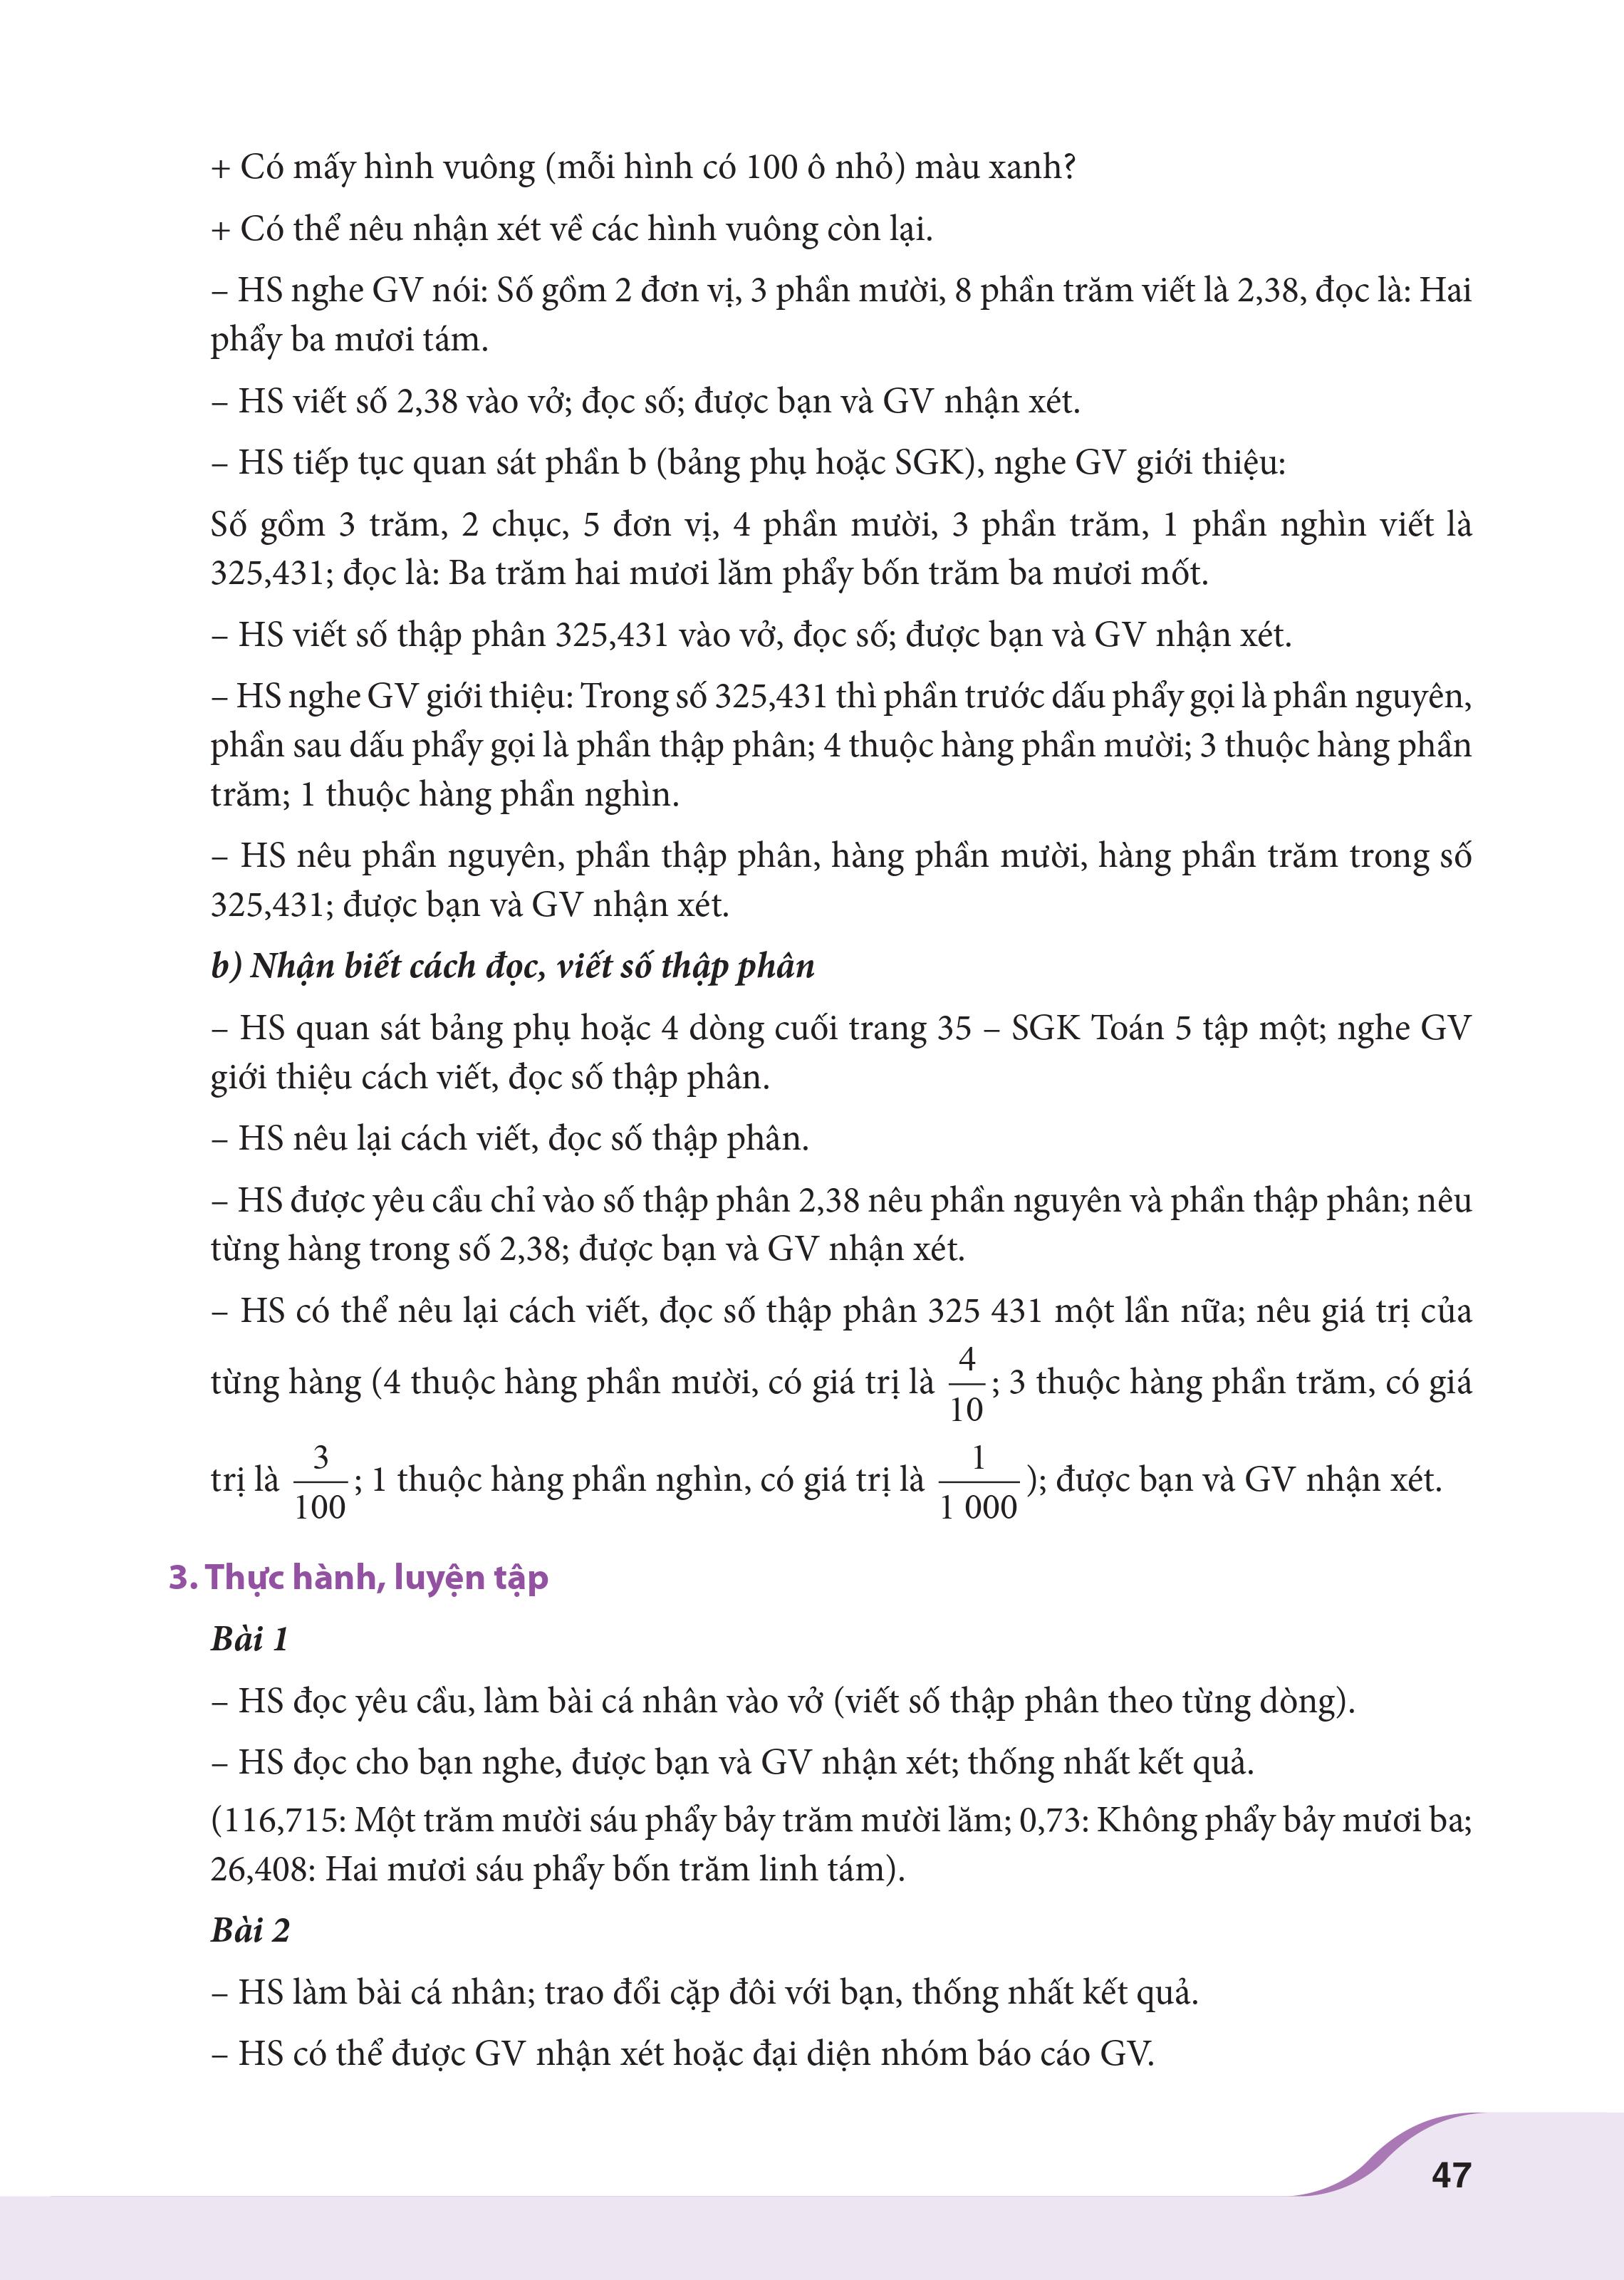 + Có mấy hình vuông (mỗi hình có 100 ô nhỏ) màu xanh?
+ Có thể nêu nhận xét về các hình vuông còn lại.
– HS nghe GV nói: Số gồm 2 đơn vị, 3 phần mười, 8 phần trăm viết là 2,38, đọc là: Hai
phẩy ba mươi tám.
– HS viết số 2,38 vào vở; đọc số; được bạn và GV nhận xét.
– HS tiếp tục quan sát phần b (bảng phụ hoặc SGK), nghe GV giới thiệu:
Số gồm 3 trăm, 2 chục, 5 đơn vị, 4 phần mười, 3 phần trăm, 1 phần nghìn viết là
325,431; đọc là: Ba trăm hai mươi lăm phẩy bốn trăm ba mươi mốt.
– HS viết số thập phân 325,431 vào vở, đọc số; được bạn và GV nhận xét.
– HS nghe GV giới thiệu: Trong số 325,431 thì phần trước dấu phẩy gọi là phần nguyên,
phần sau dấu phẩy gọi là phần thập phân; 4 thuộc hàng phần mười; 3 thuộc hàng phần
trăm; 1 thuộc hàng phần nghìn.
– HS nêu phần nguyên, phần thập phân, hàng phần mười, hàng phần trăm trong số
325,431; được bạn và GV nhận xét.
b) Nhận biết cách đọc, viết số thập phân
– HS quan sát bảng phụ hoặc 4 dòng cuối trang 35 – SGK Toán 5 tập một; nghe GV
giới thiệu cách viết, đọc số thập phân.
– HS nêu lại cách viết, đọc số thập phân.
– HS được yêu cầu chỉ vào số thập phân 2,38 nêu phần nguyên và phần thập phân; nêu
từng hàng trong số 2,38; được bạn và GV nhận xét.
– HS có thể nêu lại cách viết, đọc số thập phân 325 431 một lần nữa; nêu giá trị của
từng hàng (4 thuộc hàng phần mười, có giá trị là 4/10; 3 thuộc hàng phần trăm, có giá
trị là 3/100; 1 thuộc hàng phần nghìn, có giá trị là 1/1 000); được bạn và GV nhận xét.
3. Thực hành, luyện tập
Bài 1
– HS đọc yêu cầu, làm bài cá nhân vào vở (viết số thập phân theo từng dòng).
– HS đọc cho bạn nghe, được bạn và GV nhận xét; thống nhất kết quả.
(116,715: Một trăm mười sáu phẩy bảy trăm mười lăm; 0,73: Không phẩy bảy mươi ba;
26,408: Hai mươi sáu phẩy bốn trăm linh tám).
Bài 2
– HS làm bài cá nhân; trao đổi cặp đôi với bạn, thống nhất kết quả.
– HS có thể được GV nhận xét hoặc đại diện nhóm báo cáo GV.
47